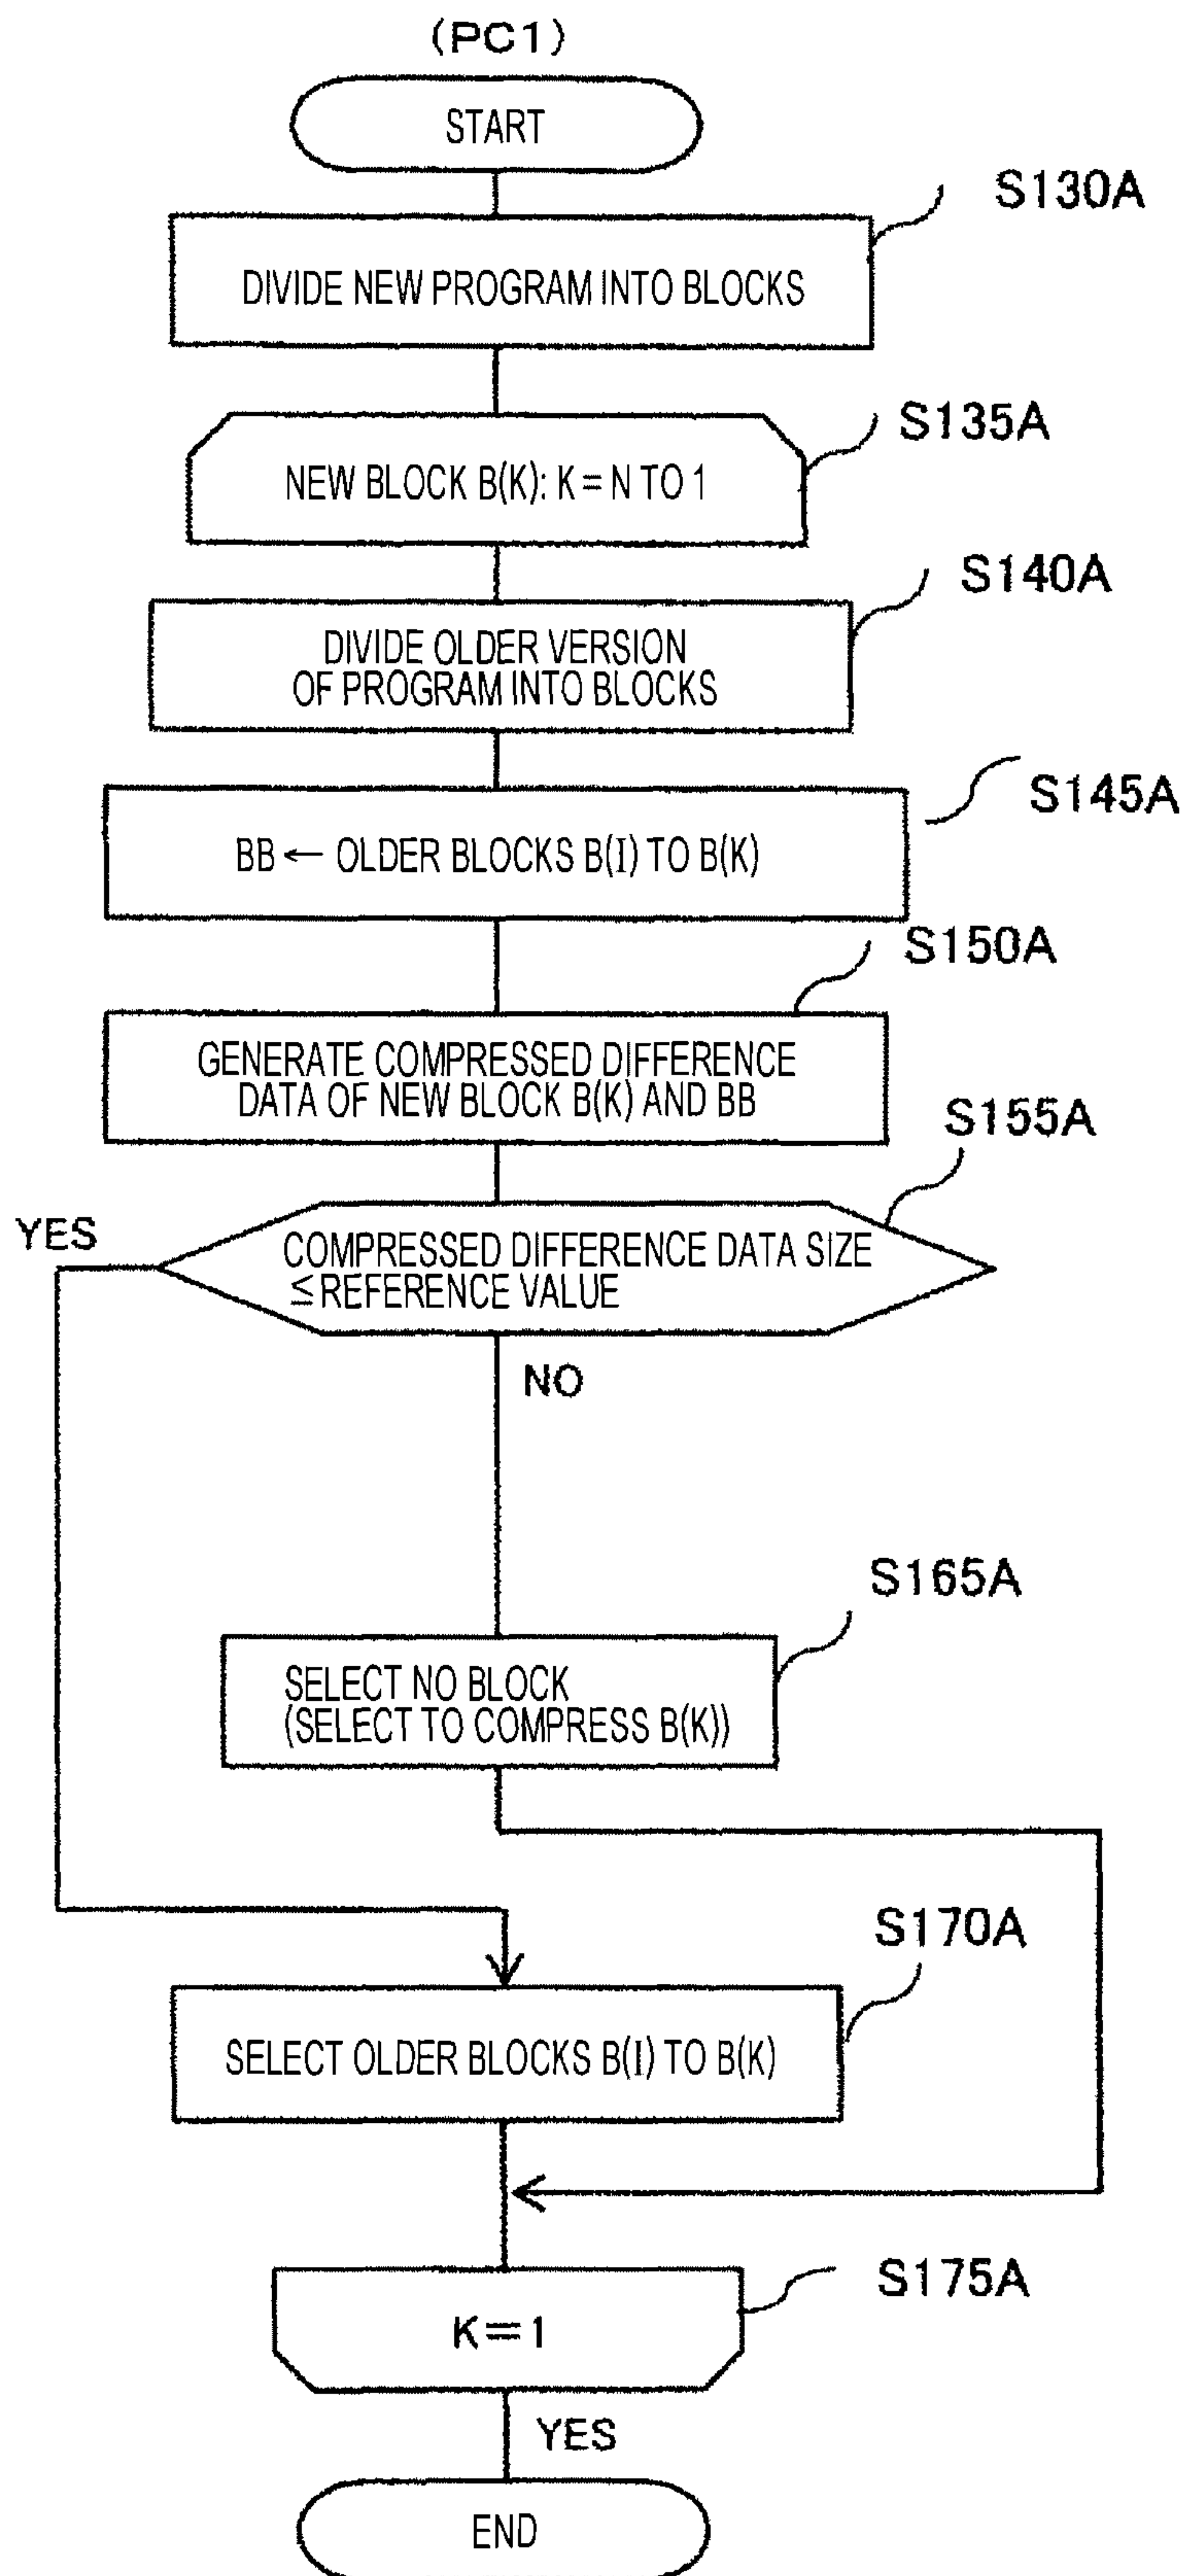 (PC1)
START
S130A
DIVIDE NEW PROGRAM INTO BLOCKS
S135A
NEW BLOCK B(K): K = N TO 1
S140A
DIVIDE OLDER VERSION
OF PROGRAM INTO BLOCKS
S145A
BB ← OLDER BLOCKS B(I) TO B(K)
S150A
GENERATE COMPRESSED DIFFERENCE
DATA OF NEW BLOCK B(K) AND BB
S155A
YES
COMPRESSED DIFFERENCE DATA SIZE
≤ REFERENCE VALUE
NO
S165A
SELECT NO BLOCK
(SELECT TO COMPRESS B(K))
S170A
SELECT OLDER BLOCKS B(I) TO B(K)
S175A
K=1
YES
END